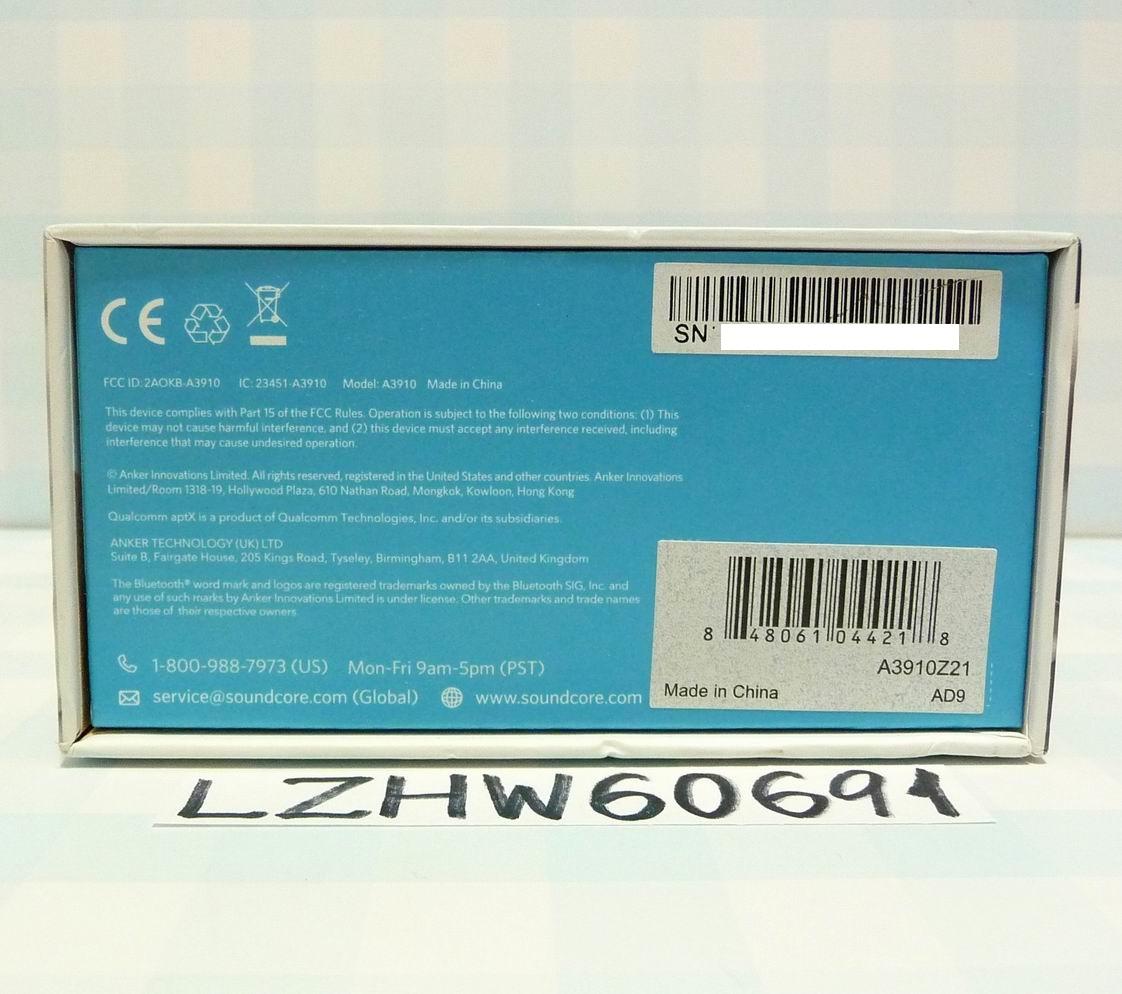 CE
SN
FCC ID: 2AOKB-A3910 IC: 23451-A3910 Model: A3910 Made in China
This device complies with Part 15 of the FCC Rules. Operation is subject to the following two conditions: (1) This
device may not cause harmful interference, and (2) this device must accept any interference received, including
interference that may cause undesired operation.
© Anker Innovations Limited. All rights reserved, registered in the United States and other countries. Anker Innovations
Limited/Room 1318-19, Hollywood Plaza, 610 Nathan Road, Mongkok, Kowloon, Hong Kong
Qualcomm aptX is a product of Qualcomm Technologies, Inc. and/or its subsidiaries.
ANKER TECHNOLOGY (UK) LTD
Suite B, Fairgate House, 205 Kings Road, Tyseley, Birmingham, B11 2AA, United Kingdom
The Bluetooth® word mark and logos are registered trademarks owned by the Bluetooth SIG, Inc. and
any use of such marks by Anker Innovations Limited is under license. Other trademarks and trade names
are those of their respective owners.
1-800-988-7973 (US) Mon-Fri 9am-5pm (PST)
service@soundcore.com (Global) www.soundcore.com
8 48061 04421 8
A3910Z21
Made in China AD9
LZHW60691